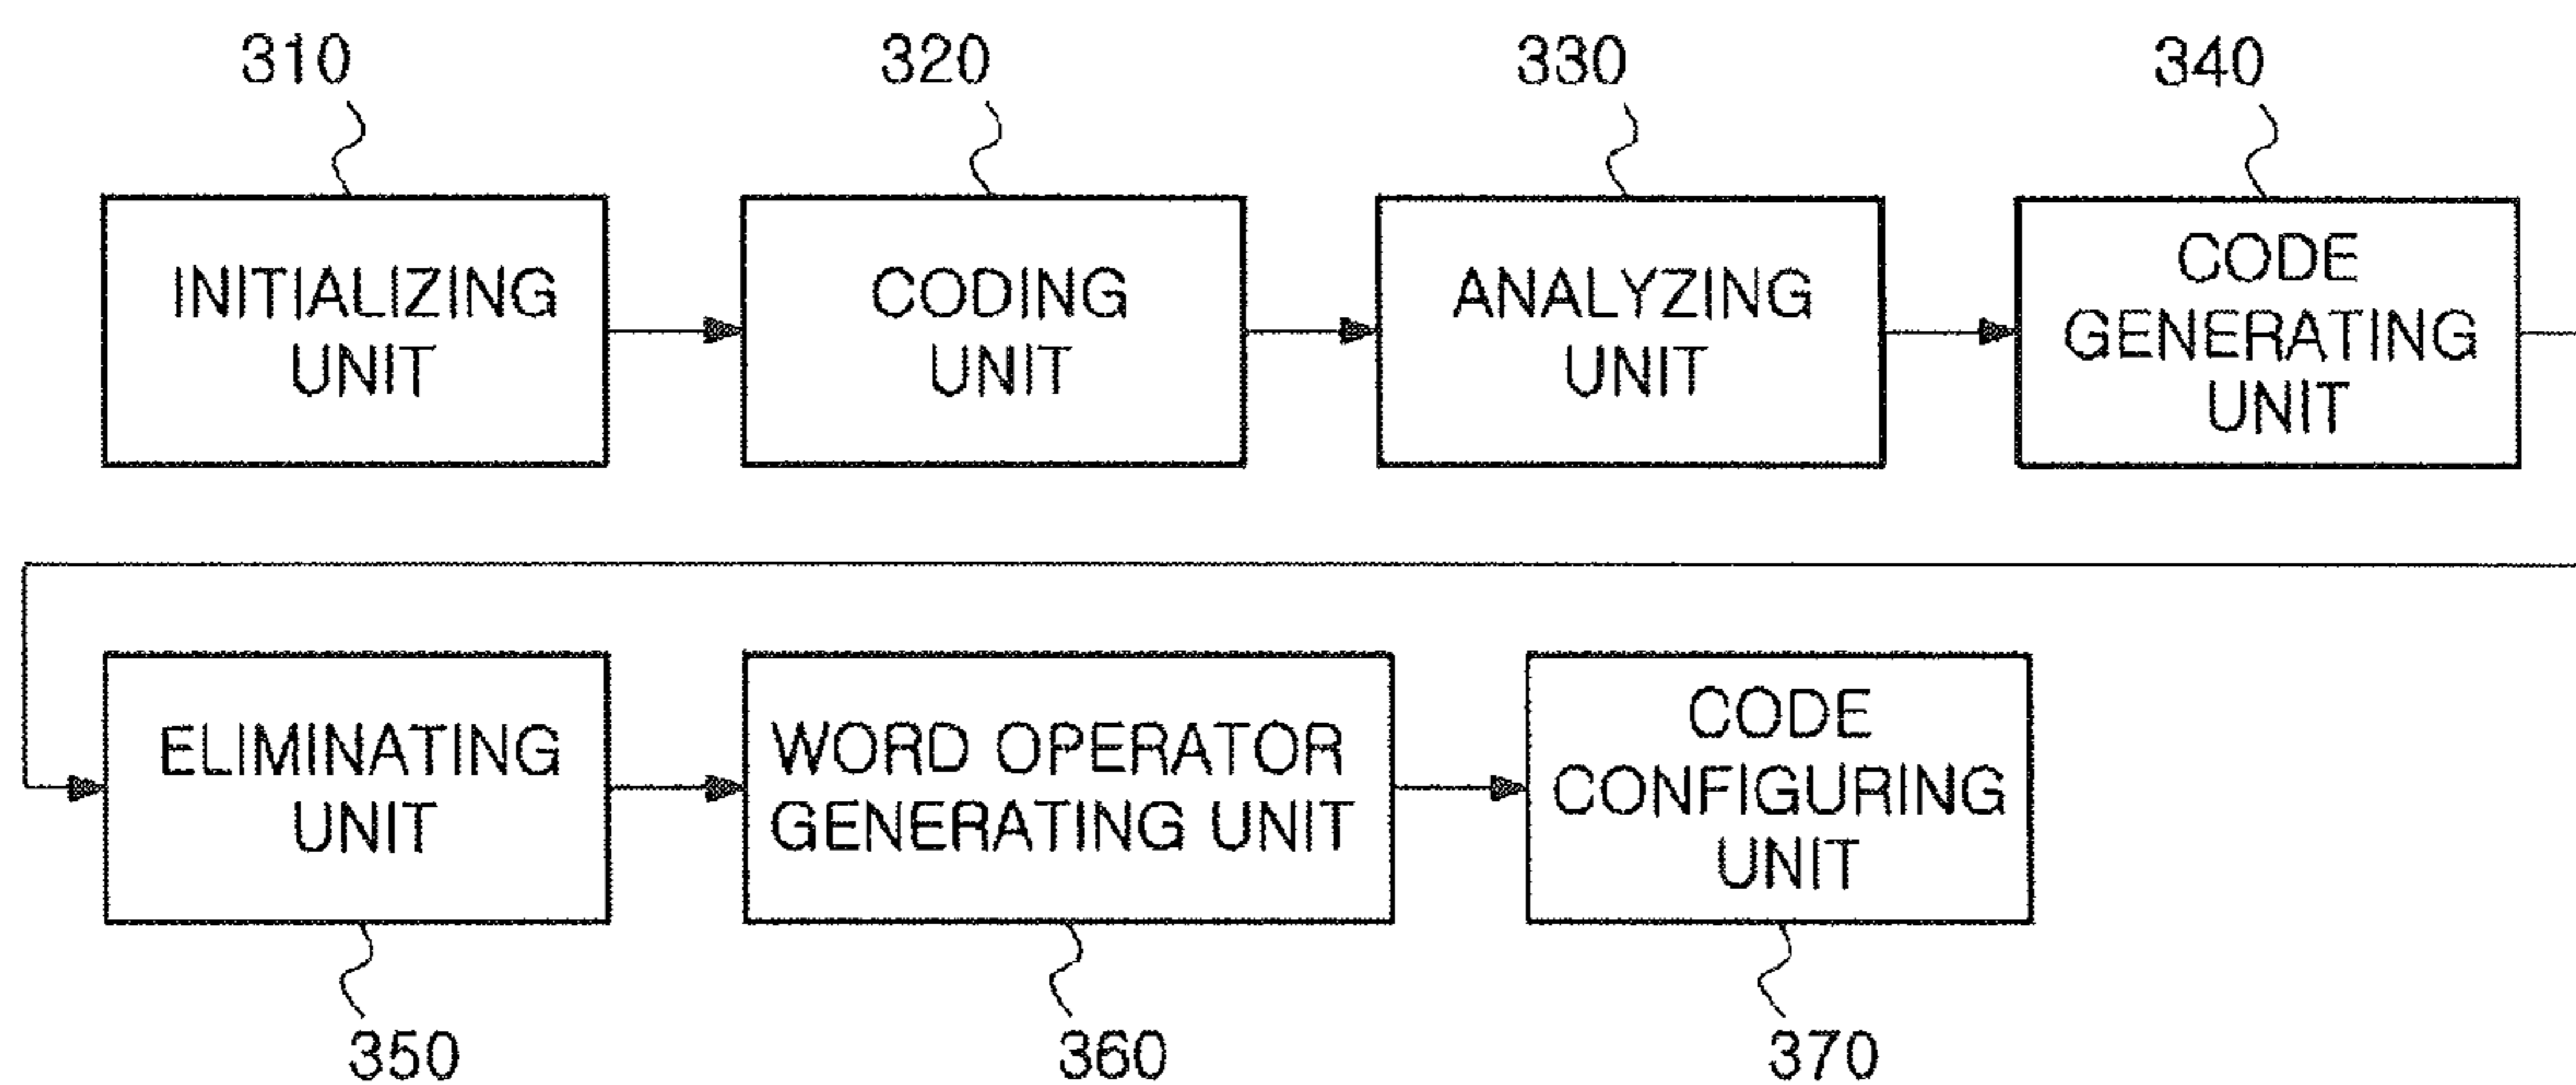 310
320
330
340
INITIALIZING
UNIT
CODING
UNIT
ANALYZING
UNIT
CODE
GENERATING
UNIT
ELIMINATING
UNIT
WORD OPERATOR
GENERATING UNIT
CODE
CONFIGURING
UNIT
350
360
370